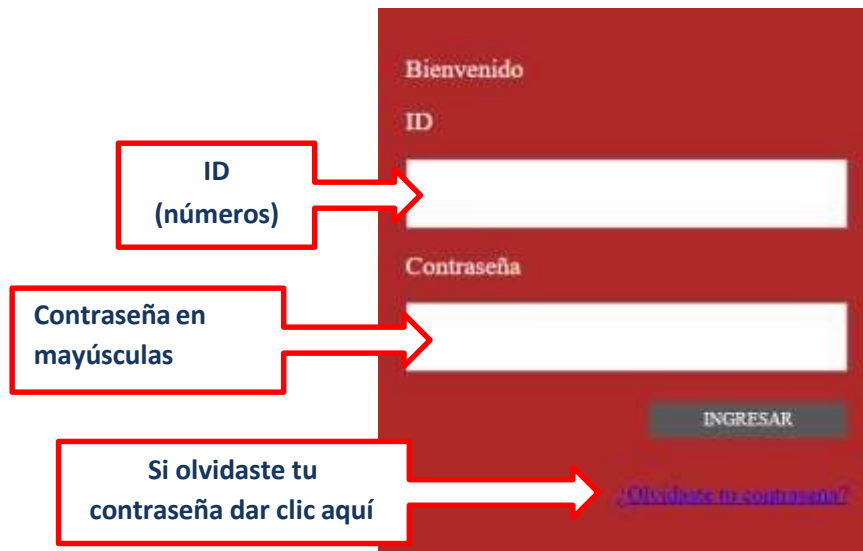 Bienvenido
ID
ID
(números)
Contraseña
Contraseña en
mayúsculas
INGRESAR
Si olvidaste tu
contraseña dar clic aquí
¿Olvidaste tu contraseña?